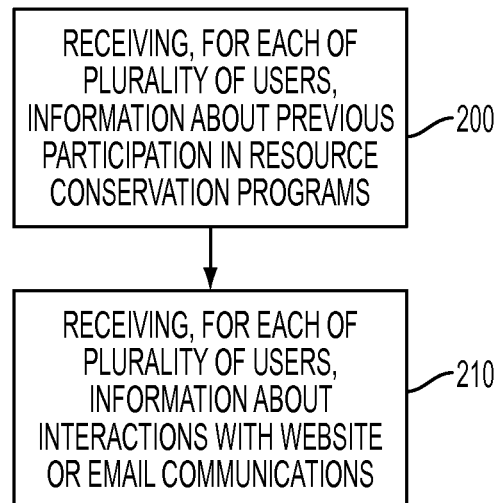 RECEIVING, FOR EACH OF
PLURALITY OF USERS,
INFORMATION ABOUT PREVIOUS
PARTICIPATION IN RESOURCE
CONSERVATION PROGRAMS
200
RECEIVING, FOR EACH OF
PLURALITY OF USERS,
INFORMATION ABOUT
INTERACTIONS WITH WEBSITE
OR EMAIL COMMUNICATIONS
210